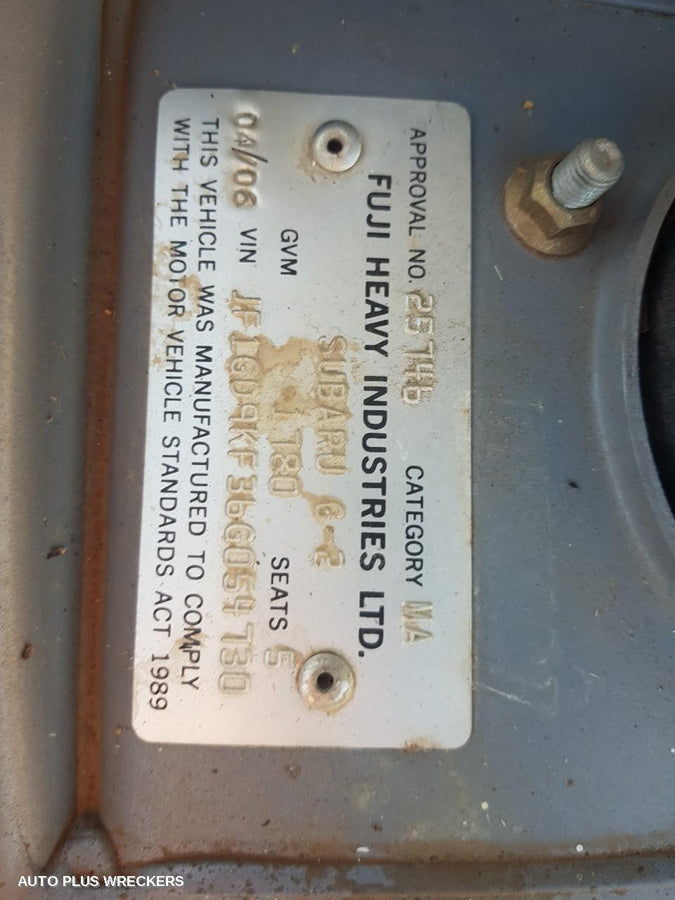 APPROVAL NO. 25746 CATEGORY MA
FUJI HEAVY INDUSTRIES LTD.
SUBARU
GVM 1780 SEATS 5
04/06 VIN JF1GD9KF36G059730
THIS VEHICLE WAS MANUFACTURED TO COMPLY
WITH THE MOTOR VEHICLE STANDARDS ACT 1989
AUTO PLUS WRECKERS